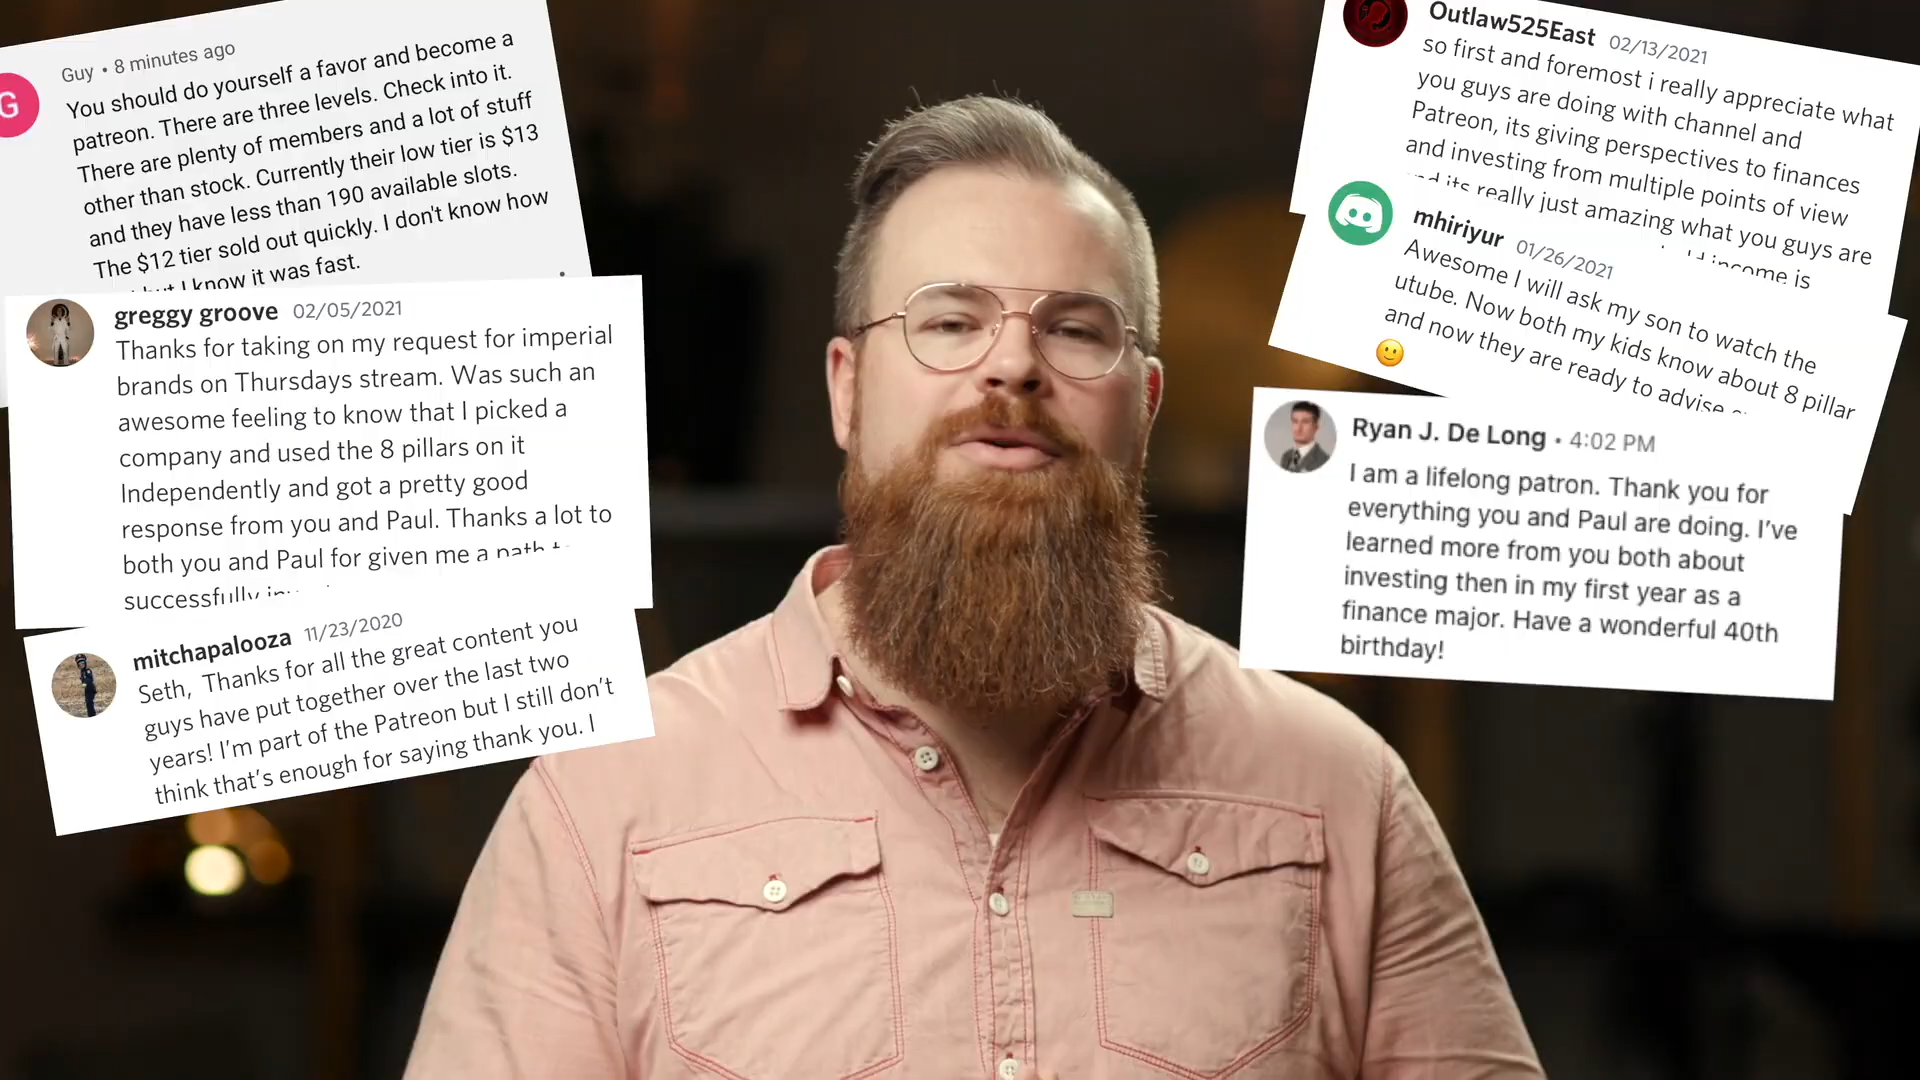 G
Guy • 8 minutes ago
You should do yourself a favor and become a
patreon. There are three levels. Check into it.
There are plenty of members and a lot of stuff
other than stock. Currently their low tier is $13
and they have less than 190 available slots.
The $12 tier sold out quickly. I don't know how
but I know it was fast.
greggy groove 02/05/2021
Thanks for taking on my request for imperial
brands on Thursdays stream. Was such an
awesome feeling to know that I picked a
company and used the 8 pillars on it
Independently and got a pretty good
response from you and Paul. Thanks a lot to
both you and Paul for given me a path
successfully
mitchapalooza 11/23/2020
Seth, Thanks for all the great content you
guys have put together over the last two
years! I'm part of the Patreon but I still don't
think that's enough for saying thank you. I
Outlaw525East 02/13/2021
so first and foremost i really appreciate what
you guys are doing with channel and
Patreon, its giving perspectives to finances
and investing from multiple points of view
and its really just amazing what you guys are
income is
mhiriyur 01/26/2021
Awesome I will ask my son to watch the
utube. Now both my kids know about 8 pillar
and now they are ready to advise
🙂
Ryan J. De Long • 4:02 PM
I am a lifelong patron. Thank you for
everything you and Paul are doing. I've
learned more from you both about
investing then in my first year as a
finance major. Have a wonderful 40th
birthday!